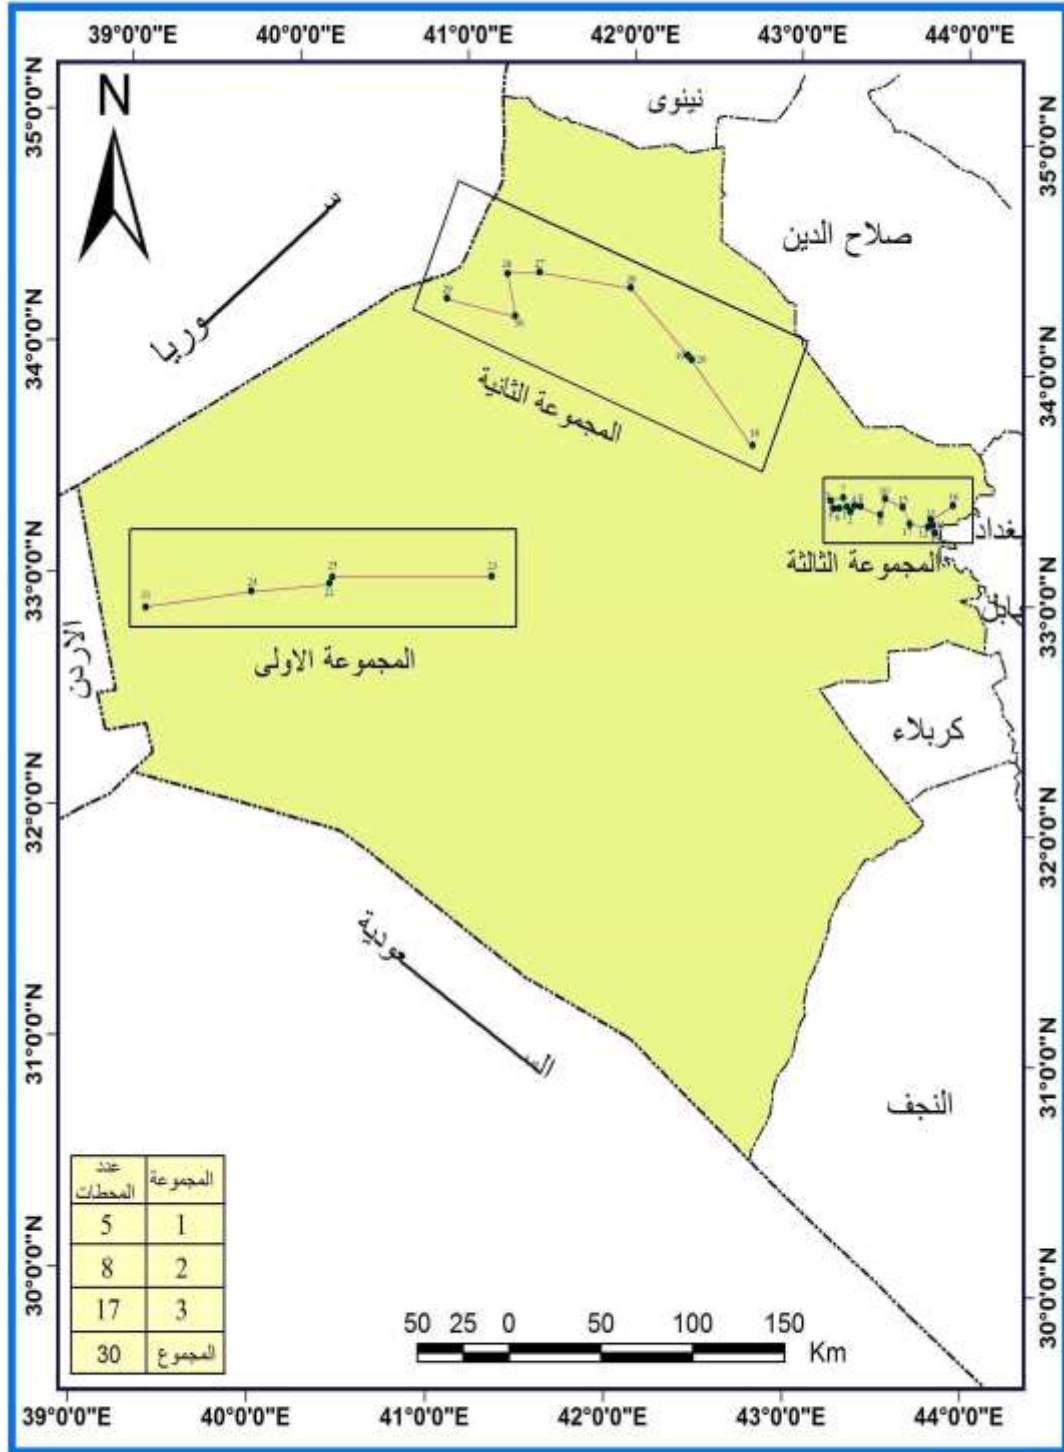 39°0'0"E 40°0'0"E 41°0'0"E 42°0'0"E 43°0'0"E 44°0'0"E
N
35°0'0"N
34°0'0"N
33°0'0"N
32°0'0"N
31°0'0"N
30°0'0"N
35°0'0"N
34°0'0"N
33°0'0"N
32°0'0"N
31°0'0"N
30°0'0"N
نينوى
صلاح الدين
سوريا
المجموعة الثانية
بغداد
المجموعة الثالثة
بابل
المجموعة الاولى
الاردن
كربلاء
السعودية
النجف
المجموعة عدد المحطات
1 5
2 8
3 17
المجموع 30
50 25 0 50 100 150
Km
39°0'0"E 40°0'0"E 41°0'0"E 42°0'0"E 43°0'0"E 44°0'0"E